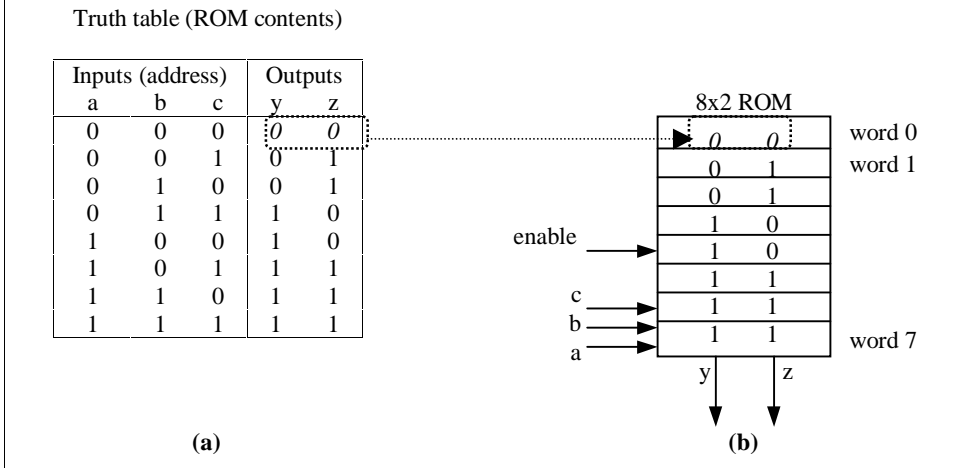 Truth table (ROM contents)
Inputs (address) Outputs
a b c y z
0 0 0 0 0
0 0 1 0 1
0 1 0 0 1
0 1 1 1 0
1 0 0 1 0
1 0 1 1 1
1 1 0 1 1
1 1 1 1 1
(a)
8x2 ROM
0 0 word 0
0 1 word 1
0 1
1 0
enable
1 0
1 1
c
1 1
b
1 1 word 7
a
y z
(b)